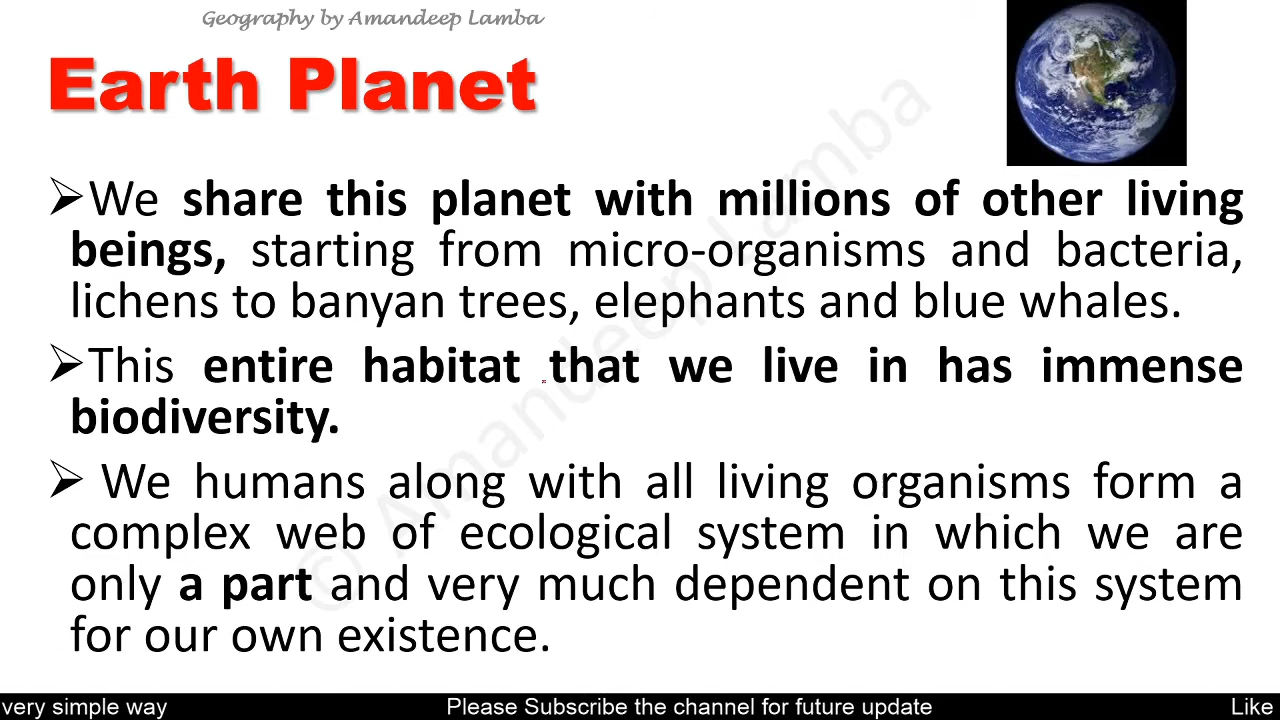 Geography by Amandeep Lamba
Earth Planet
➢We share this planet with millions of other living
beings, starting from micro-organisms and bacteria,
lichens to banyan trees, elephants and blue whales.
➢This entire habitat that we live in has immense
biodiversity.
➢ We humans along with all living organisms form a
complex web of ecological system in which we are
only a part and very much dependent on this system
for our own existence.
© Amandeep Lamba
very simple way Please Subscribe the channel for future update Like